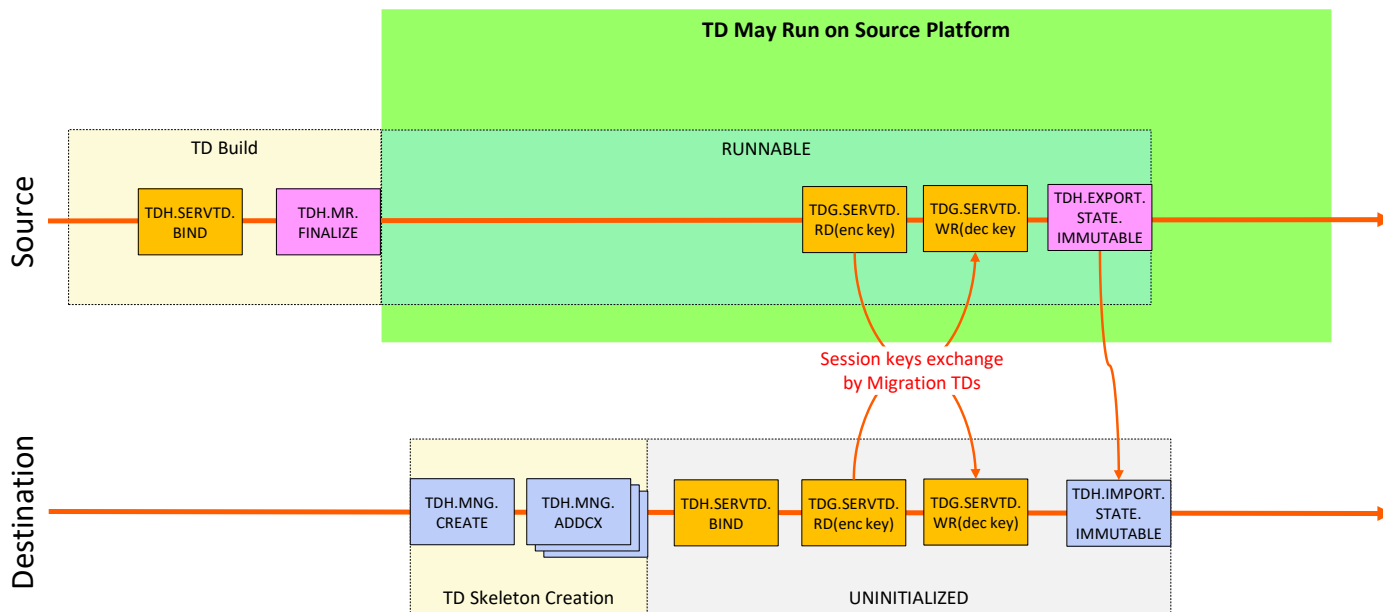 TD May Run on Source Platform
Source
TD Build
RUNNABLE
TDH.SERVTD.
BIND
TDH.MR.
FINALIZE
TDG.SERVTD.
RD(enc key)
TDG.SERVTD.
WR(dec key
TDH.EXPORT.
STATE.
IMMUTABLE
Session keys exchange
by Migration TDs
Destination
TDH.MNG.
CREATE
TDH.MNG.
ADDCX
TDH.SERVTD.
BIND
TDG.SERVTD.
RD(enc key)
TDG.SERVTD.
WR(dec key)
TDH.IMPORT.
STATE.
IMMUTABLE
TD Skeleton Creation
UNINITIALIZED